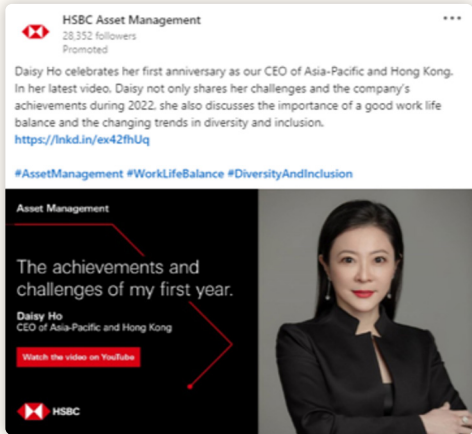 HSBC Asset Management
28,352 followers
Promoted
Daisy Ho celebrates her first anniversary as our CEO of Asia-Pacific and Hong Kong.
In her latest video. Daisy not only shares her challenges and the company's
achievements during 2022, she also discusses the importance of a good work life
balance and the changing trends in diversity and inclusion.
https://lnkd.in/ex42fhUq
#AssetManagement #WorkLifeBalance #DiversityAndInclusion
Asset Management
The achievements and
challenges of my first year.
Daisy Ho
CEO of Asia-Pacific and Hong Kong
Watch the video on YouTube
HSBC